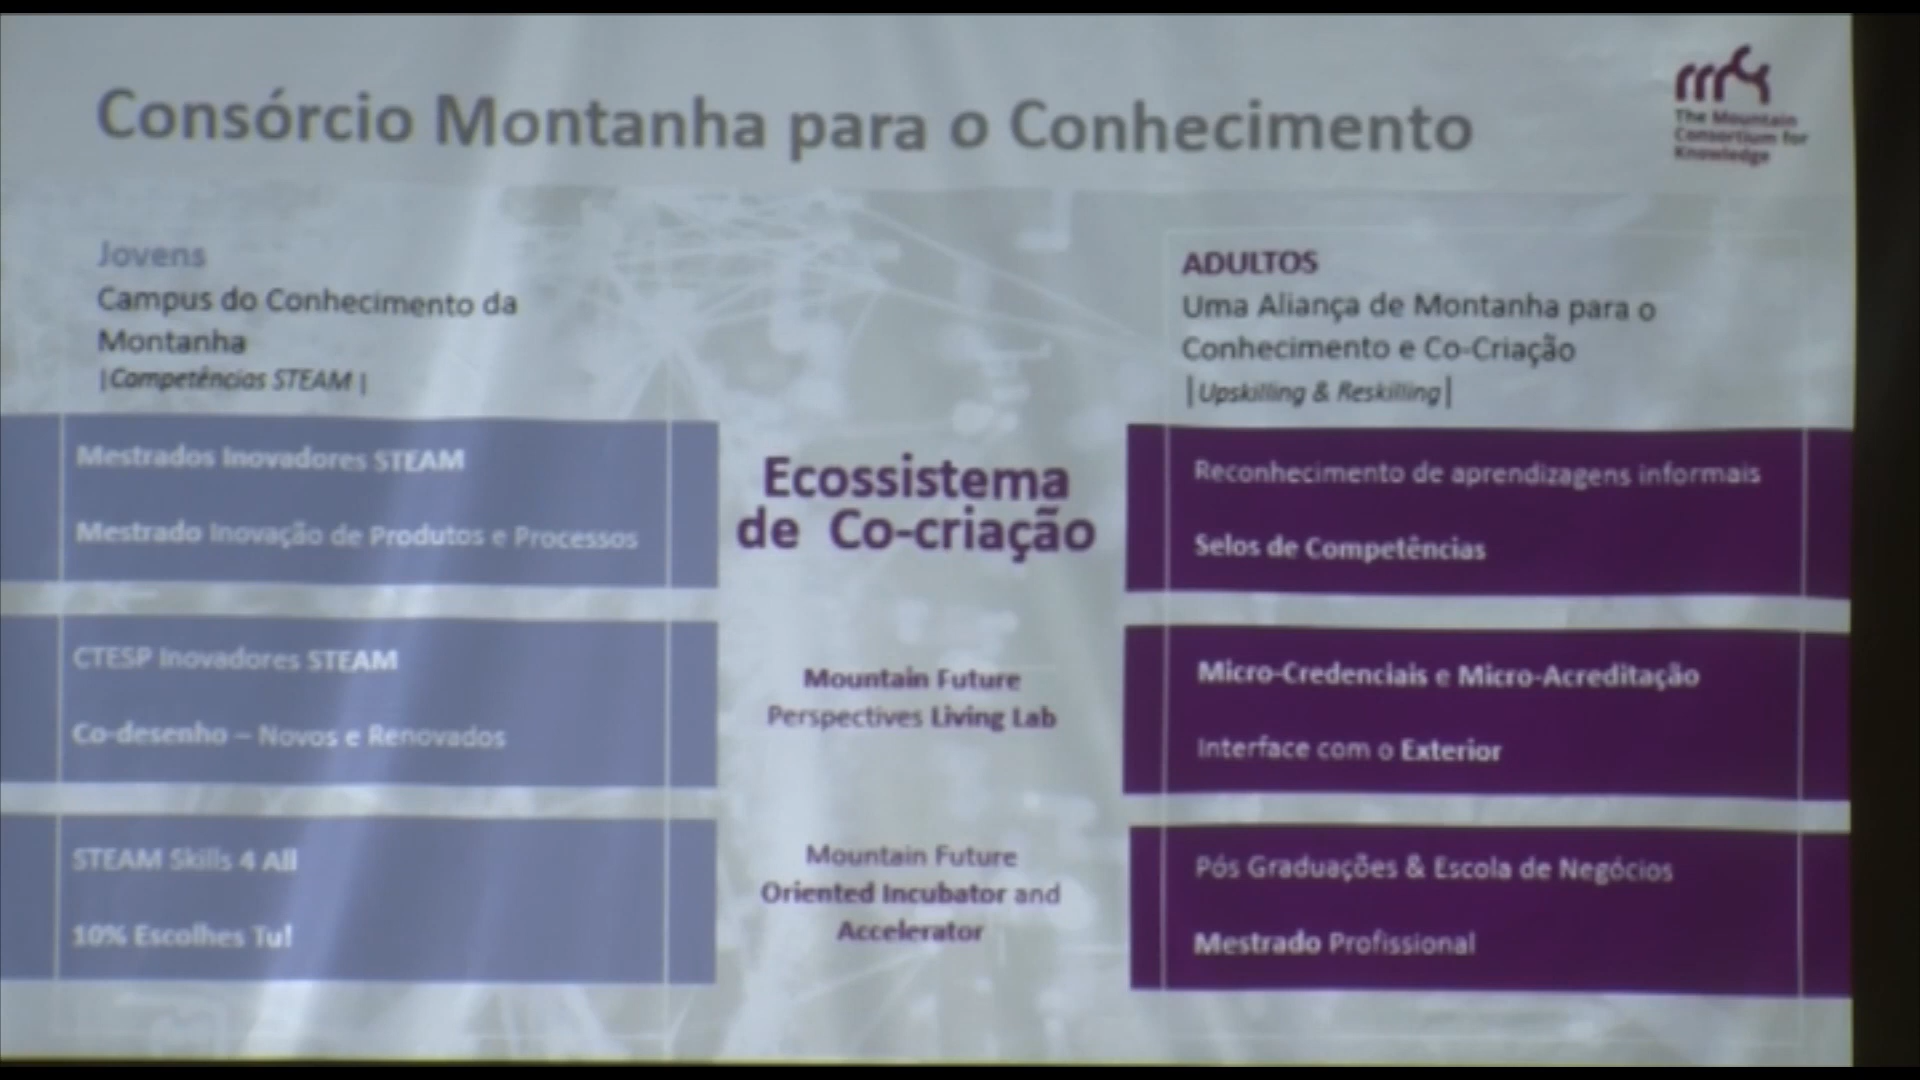 Consórcio Montanha para o Conhecimento
The Mountain
Consortium for
Knowledge
Jovens
Campus do Conhecimento da
Montanha
|Competências STEAM |
Mestrados Inovadores STEAM
Mestrado Inovação de Produtos e Processos
CTESP Inovadores STEAM
Co-desenho – Novos e Renovados
STEAM Skills 4 All
10% Escolhes Tu!
Ecossistema
de Co-criação
Mountain Future
Perspectives Living Lab
Mountain Future
Oriented Incubator and
Accelerator
ADULTOS
Uma Aliança de Montanha para o
Conhecimento e Co-Criação
|Upskilling & Reskilling|
Reconhecimento de aprendizagens informais
Selos de Competências
Micro-Credenciais e Micro-Acreditação
Interface com o Exterior
Pós Graduações & Escola de Negócios
Mestrado Profissional